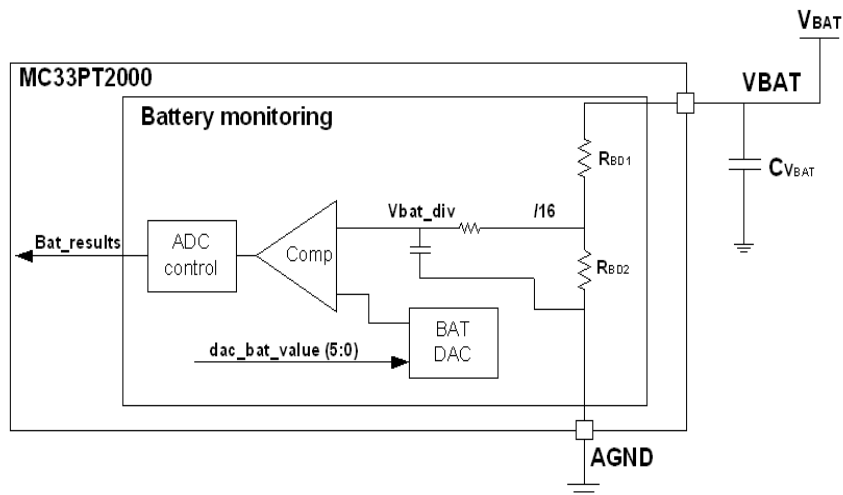 VBAT
MC33PT2000
VBAT
Battery monitoring
RBD1
CVBAT
Vbat_div
/16
Bat_results
ADC
control
Comp
RBD2
BAT
DAC
dac_bat_value (5:0)
AGND